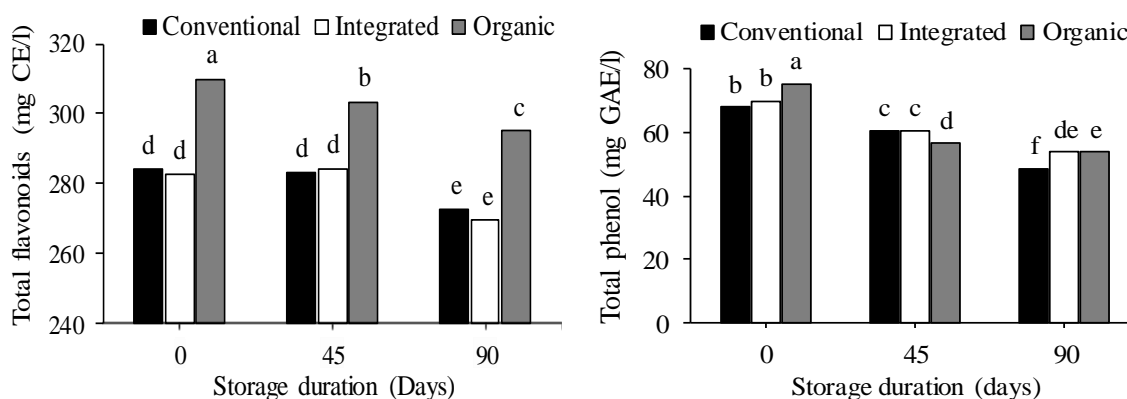 Conventional Integrated Organic
Total flavonoids (mg CE/l)
320
300
280
260
240
d d a
d d b
e e c
0 45 90
Storage duration (Days)
Conventional Integrated Organic
Total phenol (mg GAE/l)
80
60
40
20
0
b b a
c c d
f de e
0 45 90
Storage duration (days)